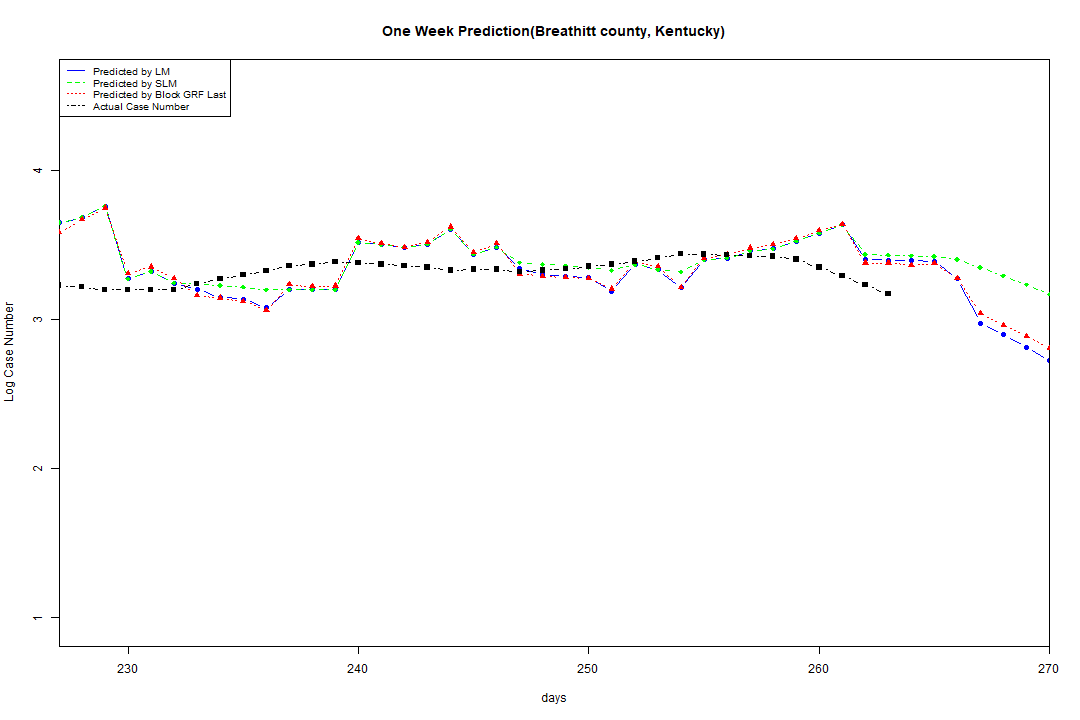 One Week Prediction(Breathitt county, Kentucky)
Predicted by LM
Predicted by SLM
Predicted by Block GRF Last
Actual Case Number
4
3
2
1
Log Case Number
230 240 250 260 270
days